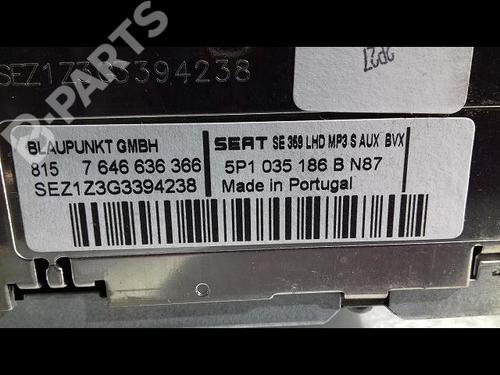 B-PARTS
2P27
SEZ1Z3G3394238
BLAUPUNKT GMBH
815 7 646 636 366
SEZ1Z3G3394238
SEAT SE 359 LHD MP3 S AUX BVX
5P1 035 186 B N87
Made in Portugal